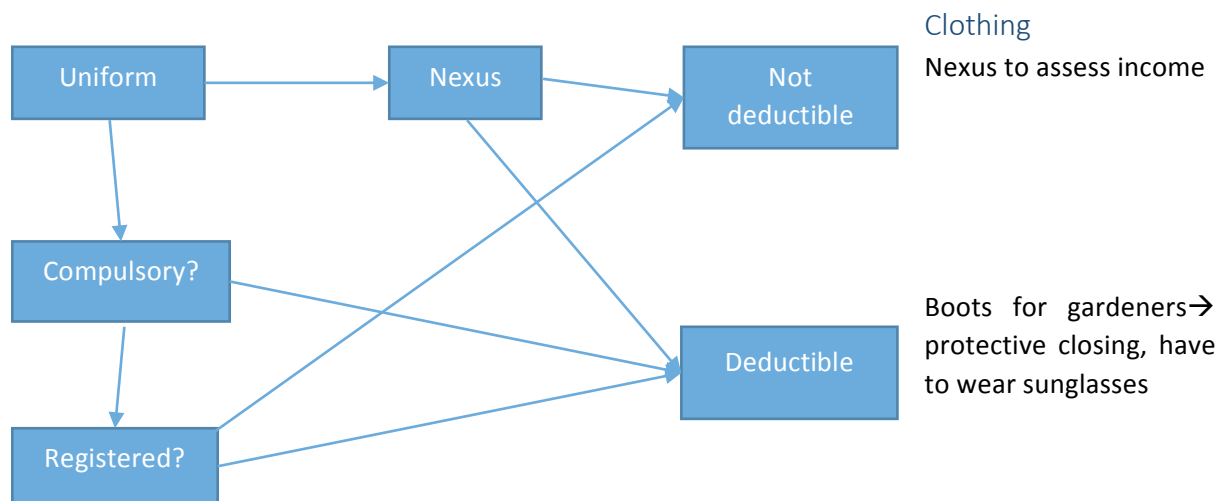 Clothing
Uniform
Nexus
Not
deductible
Nexus to assess income
Compulsory?
Boots for gardeners→
protective closing, have
to wear sunglasses
Deductible
Registered?